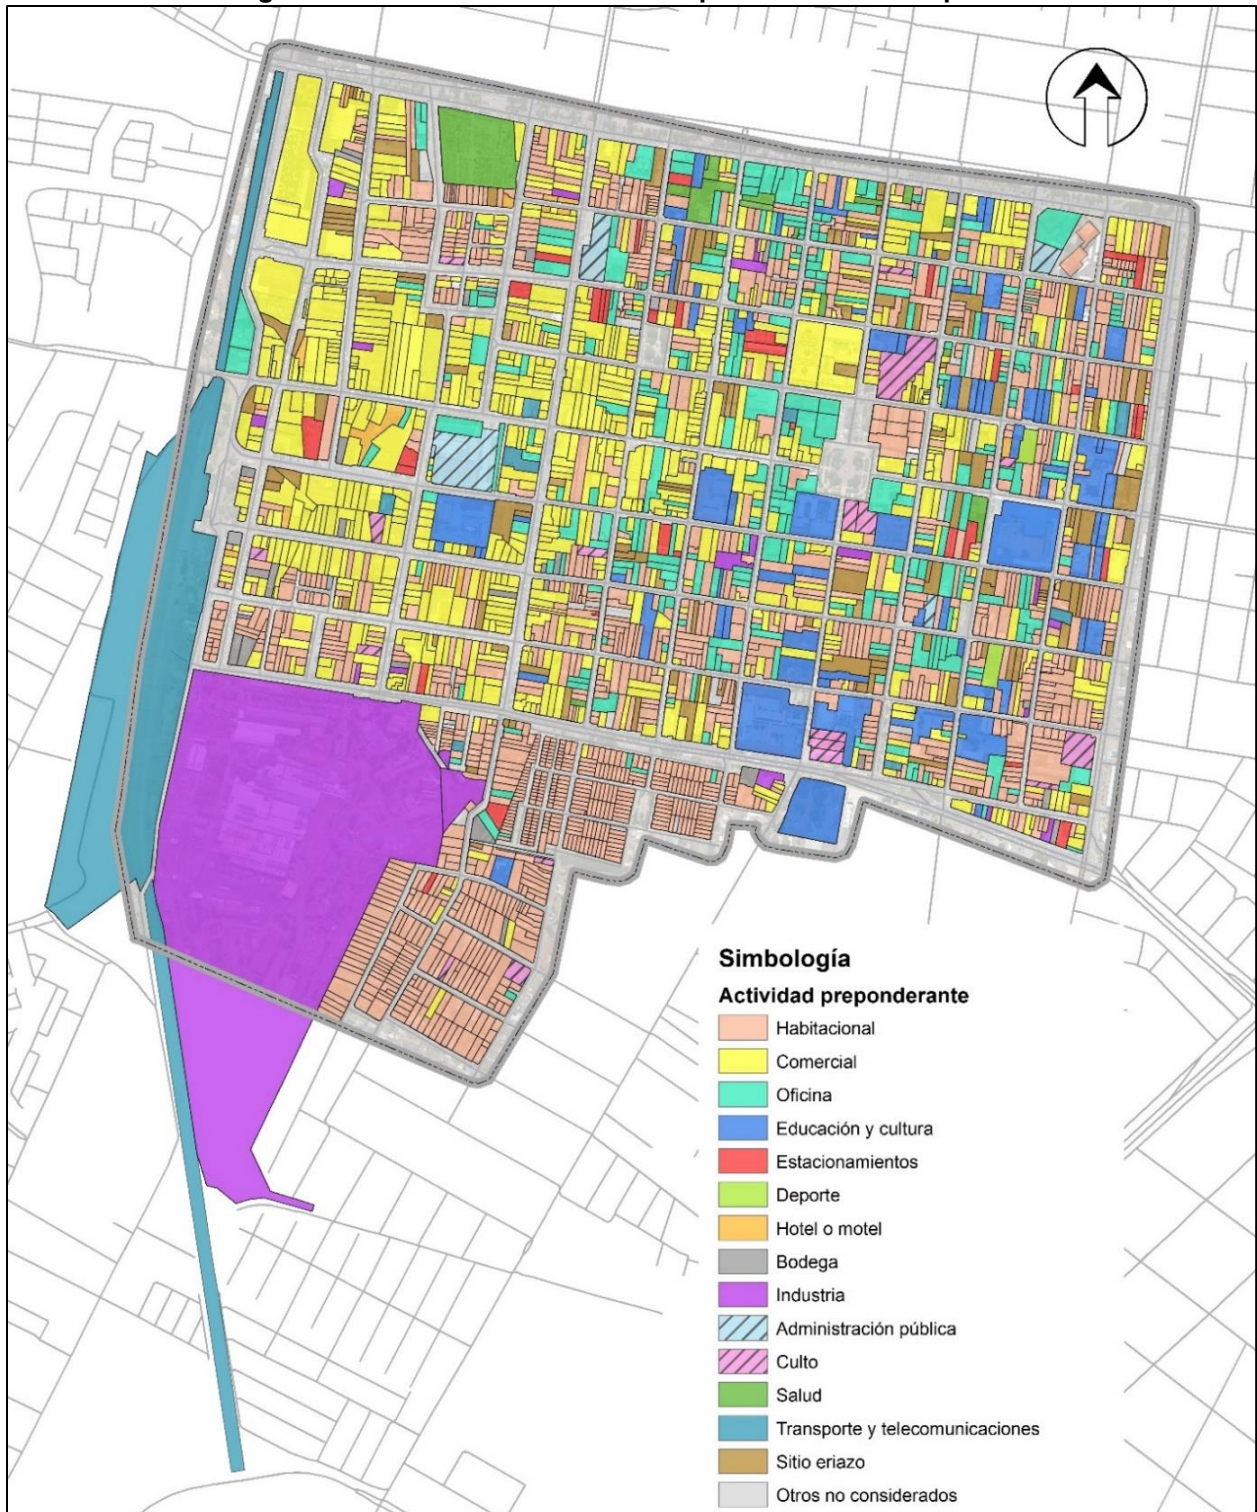 Simbología
Actividad preponderante
Habitacional
Comercial
Oficina
Educación y cultura
Estacionamientos
Deporte
Hotel o motel
Bodega
Industria
Administración pública
Culto
Salud
Transporte y telecomunicaciones
Sitio eriazo
Otros no considerados